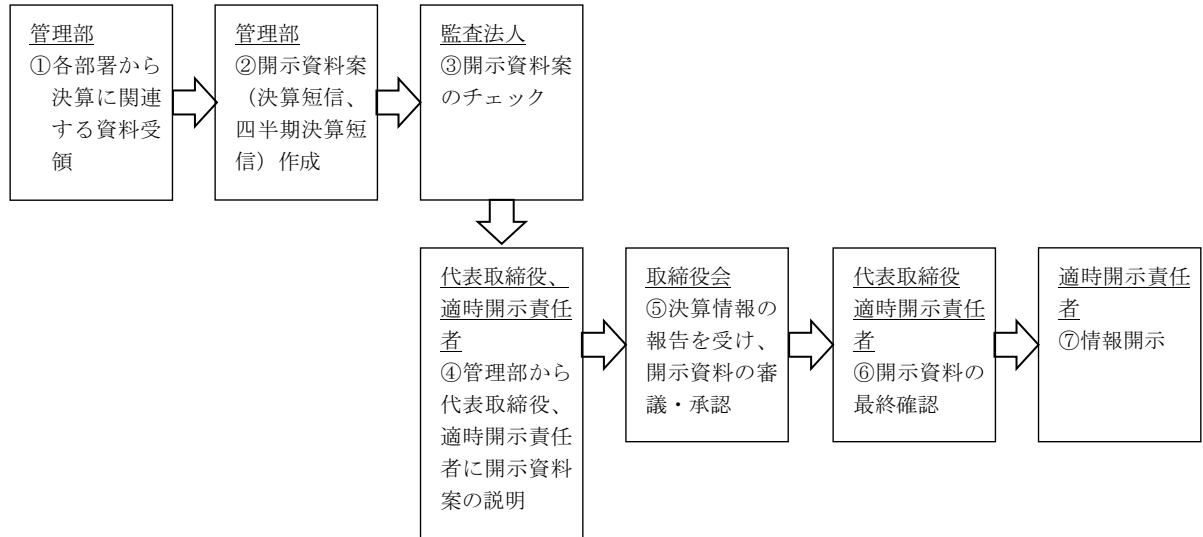 管理部
①各部署から
決算に関連
する資料受
領
管理部
②開示資料案
（決算短信、
四半期決算短
信）作成
監査法人
③開示資料案
のチェック
代表取締役、
適時開示責任
者
④管理部から
代表取締役、
適時開示責任
者に開示資料
案の説明
取締役会
⑤決算情報の
報告を受け、
開示資料の審
議・承認
代表取締役
適時開示責任
者
⑥開示資料の
最終確認
適時開示責任
者
⑦情報開示